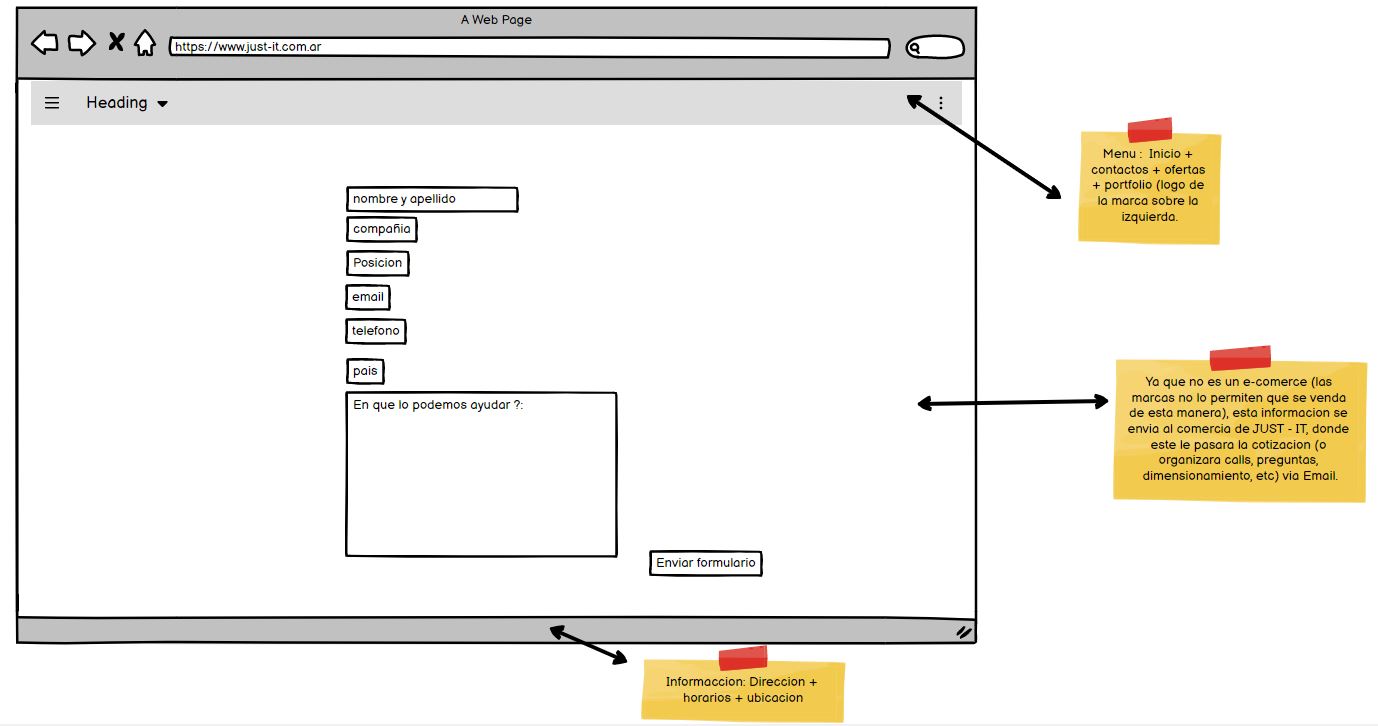 A Web Page
https://www.just-it.com.ar
Heading
Menu : Inicio +
contactos + ofertas
+ portfolio (logo de
la marca sobre la
izquierda.
nombre y apellido
compañia
Posicion
email
telefono
pais
En que lo podemos ayudar ?:
Enviar formulario
Ya que no es un e-comerce (las
marcas no lo permiten que se venda
de esta manera), esta informacion se
envia al comercia de JUST - IT, donde
este le pasara la cotizacion (o
organizara calls, preguntas,
dimensionamiento, etc) via Email.
Informaccion: Direccion +
horarios + ubicacion